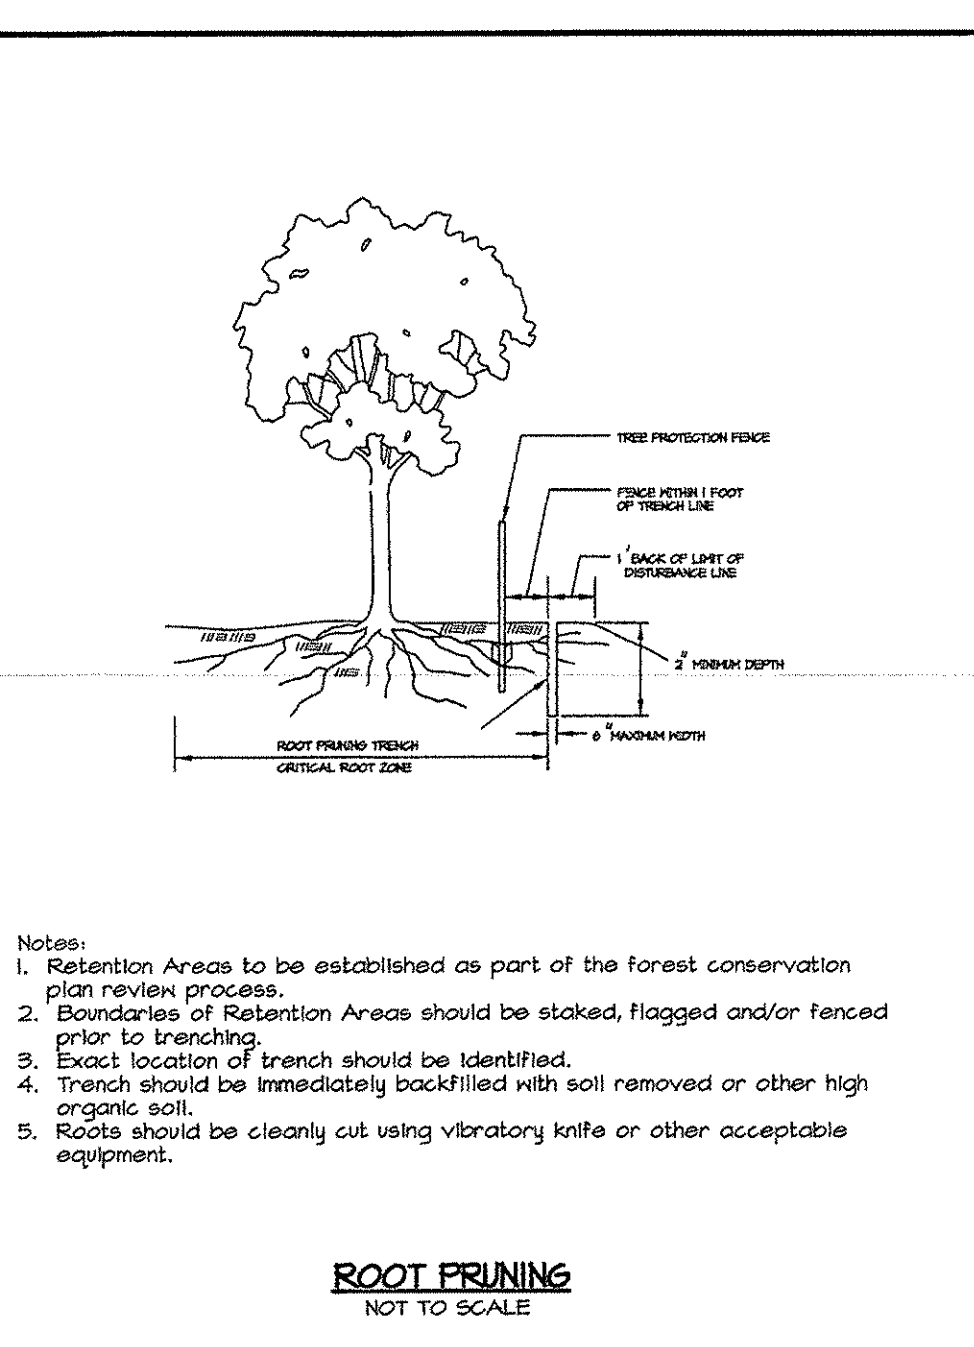 TREE PROTECTION FENCE
FENCE WITHIN 1 FOOT
OF TRENCH LINE
1' BACK OF LIMIT OF
DISTURBANCE LINE
2" MINIMUM DEPTH
6" MAXIMUM WIDTH
ROOT PRUNING TRENCH
CRITICAL ROOT ZONE
Notes:
1. Retention Areas to be established as part of the forest conservation
plan review process.
2. Boundaries of Retention Areas should be staked, flagged and/or fenced
prior to trenching.
3. Exact location of trench should be identified.
4. Trench should be immediately backfilled with soil removed or other high
organic soil.
5. Roots should be cleanly cut using vibratory knife or other acceptable
equipment.
ROOT PRUNING
NOT TO SCALE